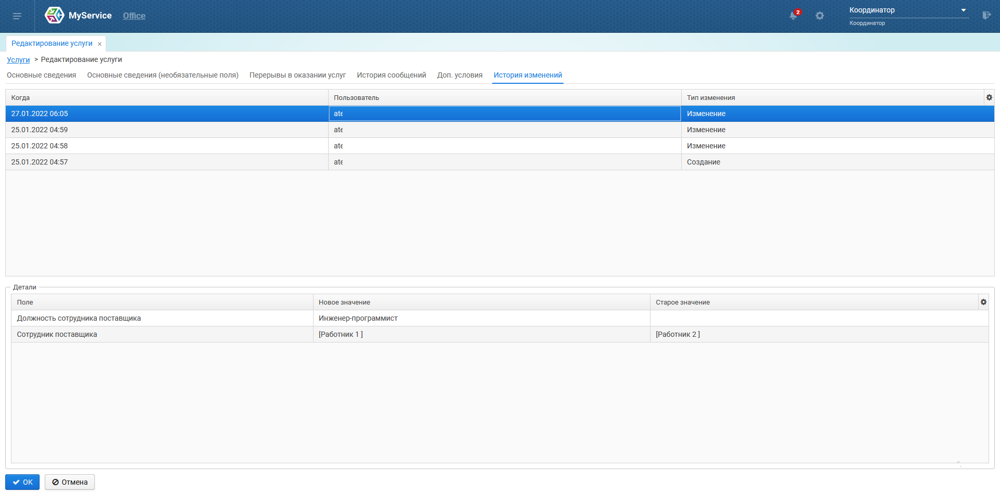 MyService Office 2 Координатор
Координатор
Редактирование услуги ×
Услуги > Редактирование услуги
Основные сведения Основные сведения (необязательные поля) Перерывы в оказании услуг История сообщений Доп. условия История изменений
Когда Пользователь Тип изменения
27.01.2022 06:05 ate Изменение
25.01.2022 04:59 ate Изменение
25.01.2022 04:58 ate Изменение
25.01.2022 04:57 ate Создание
Детали
Поле Новое значение Старое значение
Должность сотрудника поставщика Инженер-программист
Сотрудник поставщика [Работник 1 ] [Работник 2 ]
OK Отмена